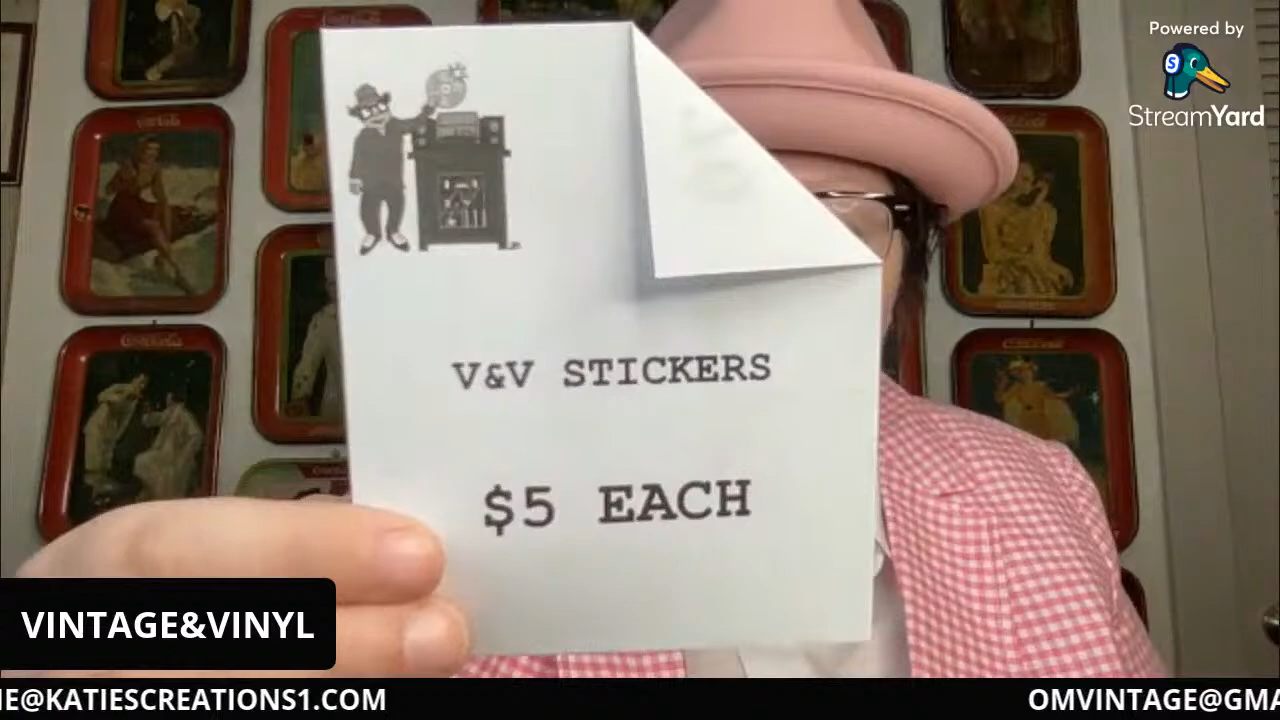 Powered by
StreamYard
V&V STICKERS
$5 EACH
VINTAGE&VINYL
E@KATIESCREATIONS1.COM
OMVINTAGE@GMA